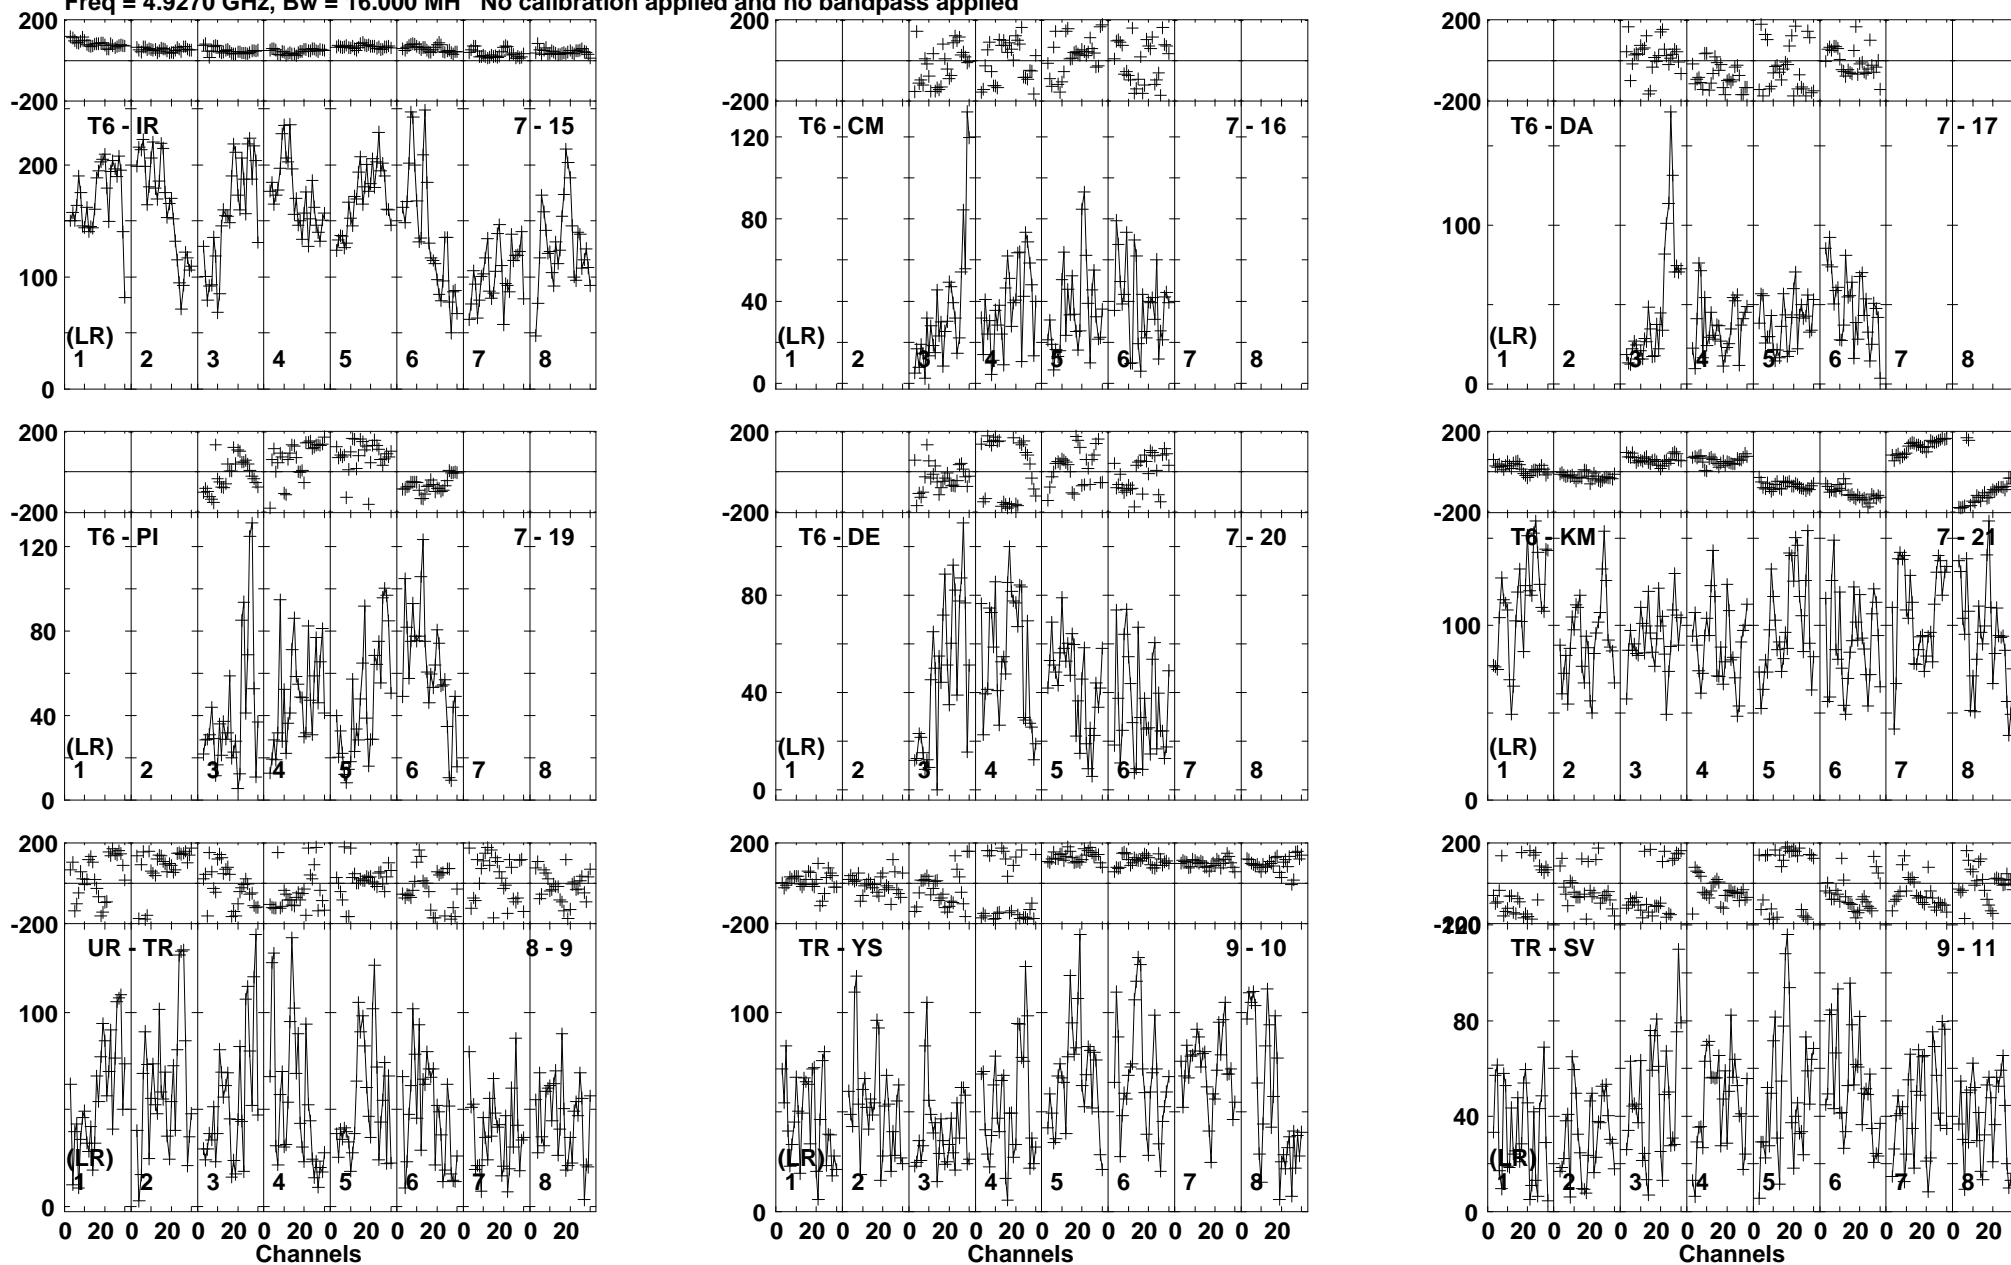 Freq = 4.9270 GHz, Bw = 16.000 MH No calibration applied and no bandpass applied
200
-200
T6 - IR 7 - 15
200
100
0
(LR)
1 2 3 4 5 6 7 8
200
-200
T6 - CM 7 - 16
120
80
40
0
(LR)
1 2 3 4 5 6 7 8
200
-200
T6 - DA 7 - 17
100
0
(LR)
1 2 3 4 5 6 7 8
200
-200
T6 - PI 7 - 19
120
80
40
0
(LR)
1 2 3 4 5 6 7 8
200
-200
T6 - DE 7 - 20
80
40
0
(LR)
1 2 3 4 5 6 7 8
200
-200
T6 - KM 7 - 21
100
0
(LR)
1 2 3 4 5 6 7 8
200
-200
UR - TR 8 - 9
100
0
(LR)
1 2 3 4 5 6 7 8
0 20 0 20 0 20 0 20 0 20 0 20 0 20 0 20
Channels
200
-200
TR - YS 9 - 10
100
0
(LR)
1 2 3 4 5 6 7 8
0 20 0 20 0 20 0 20 0 20 0 20 0 20 0 20
Channels
200
-200
120
TR - SV 9 - 11
80
40
0
(LR)
1 2 3 4 5 6 7 8
0 20 0 20 0 20 0 20 0 20 0 20 0 20 0 20
Channels